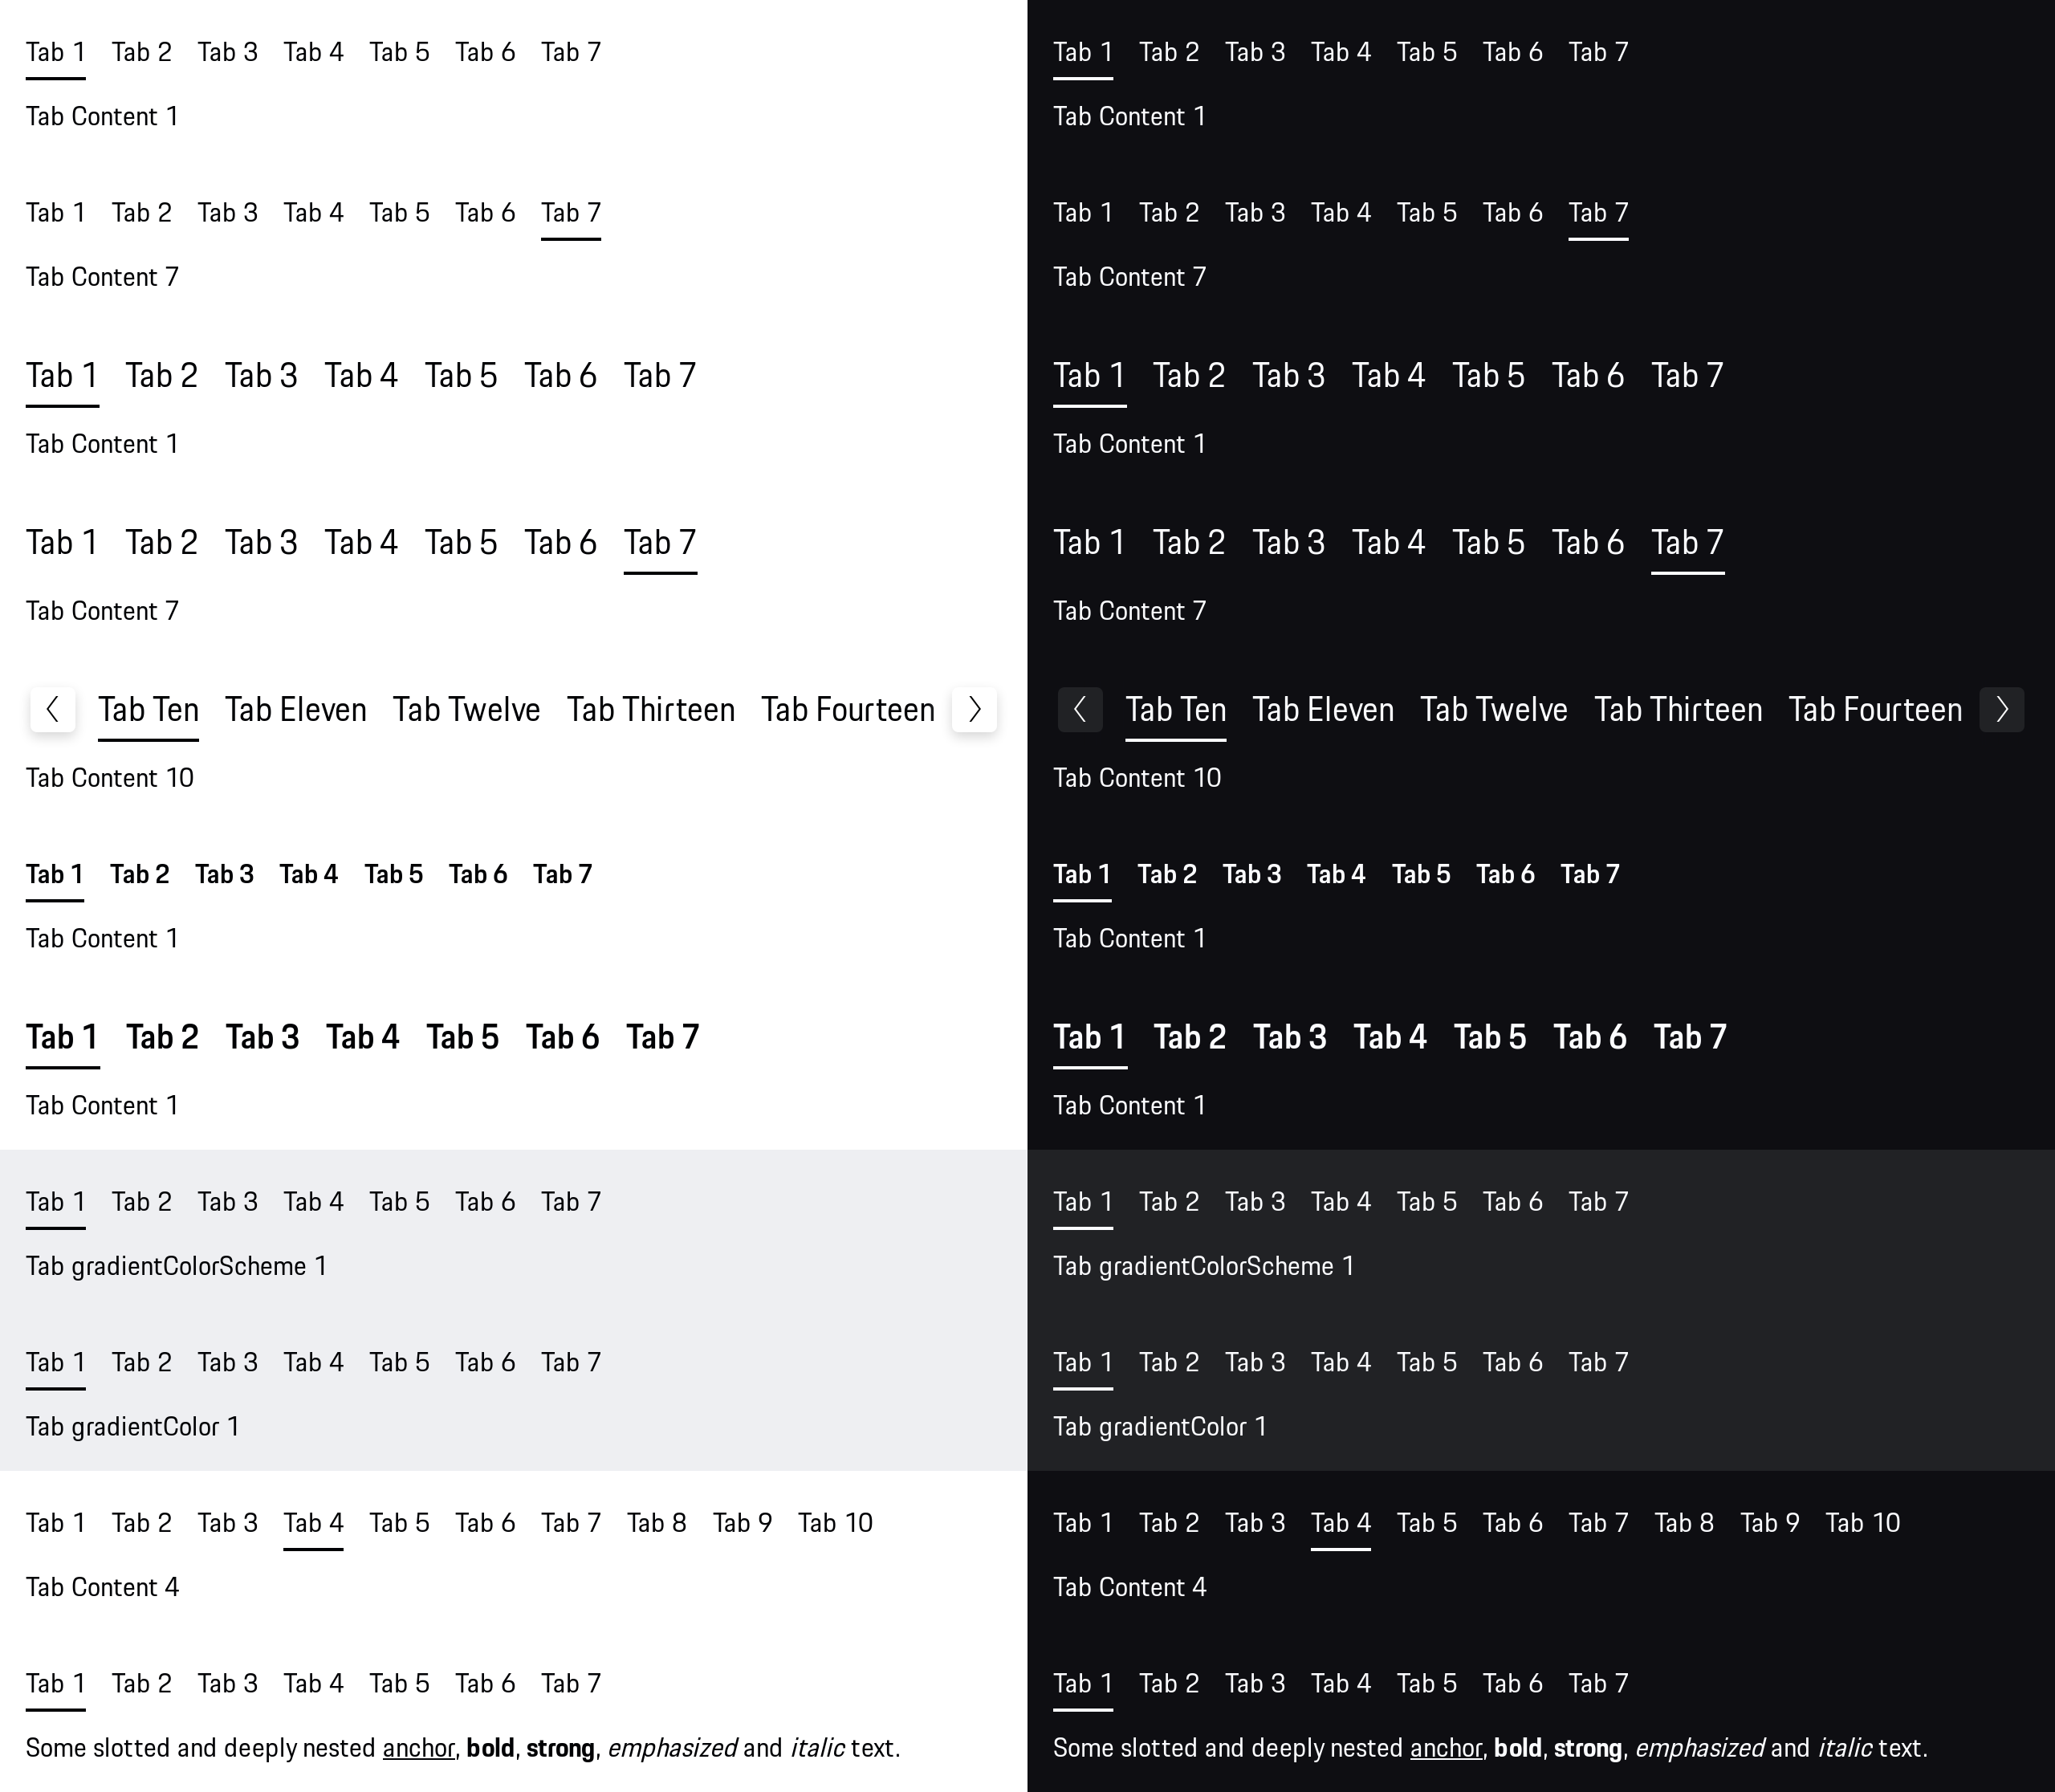 Tab 1 Tab 2 Tab 3 Tab 4 Tab 5 Tab 6 Tab 7
Tab Content 1
Tab 1 Tab 2 Tab 3 Tab 4 Tab 5 Tab 6 Tab 7
Tab Content 7
Tab 1 Tab 2 Tab 3 Tab 4 Tab 5 Tab 6 Tab 7
Tab Content 1
Tab 1 Tab 2 Tab 3 Tab 4 Tab 5 Tab 6 Tab 7
Tab Content 7
Tab Ten Tab Eleven Tab Twelve Tab Thirteen Tab Fourteen
Tab Content 10
Tab 1 Tab 2 Tab 3 Tab 4 Tab 5 Tab 6 Tab 7
Tab Content 1
Tab 1 Tab 2 Tab 3 Tab 4 Tab 5 Tab 6 Tab 7
Tab Content 1
Tab 1 Tab 2 Tab 3 Tab 4 Tab 5 Tab 6 Tab 7
Tab gradientColorScheme 1
Tab 1 Tab 2 Tab 3 Tab 4 Tab 5 Tab 6 Tab 7
Tab gradientColor 1
Tab 1 Tab 2 Tab 3 Tab 4 Tab 5 Tab 6 Tab 7 Tab 8 Tab 9 Tab 10
Tab Content 4
Tab 1 Tab 2 Tab 3 Tab 4 Tab 5 Tab 6 Tab 7
Some slotted and deeply nested anchor, bold, strong, emphasized and italic text.
Tab 1 Tab 2 Tab 3 Tab 4 Tab 5 Tab 6 Tab 7
Tab Content 1
Tab 1 Tab 2 Tab 3 Tab 4 Tab 5 Tab 6 Tab 7
Tab Content 7
Tab 1 Tab 2 Tab 3 Tab 4 Tab 5 Tab 6 Tab 7
Tab Content 1
Tab 1 Tab 2 Tab 3 Tab 4 Tab 5 Tab 6 Tab 7
Tab Content 7
Tab Ten Tab Eleven Tab Twelve Tab Thirteen Tab Fourteen
Tab Content 10
Tab 1 Tab 2 Tab 3 Tab 4 Tab 5 Tab 6 Tab 7
Tab Content 1
Tab 1 Tab 2 Tab 3 Tab 4 Tab 5 Tab 6 Tab 7
Tab Content 1
Tab 1 Tab 2 Tab 3 Tab 4 Tab 5 Tab 6 Tab 7
Tab gradientColorScheme 1
Tab 1 Tab 2 Tab 3 Tab 4 Tab 5 Tab 6 Tab 7
Tab gradientColor 1
Tab 1 Tab 2 Tab 3 Tab 4 Tab 5 Tab 6 Tab 7 Tab 8 Tab 9 Tab 10
Tab Content 4
Tab 1 Tab 2 Tab 3 Tab 4 Tab 5 Tab 6 Tab 7
Some slotted and deeply nested anchor, bold, strong, emphasized and italic text.